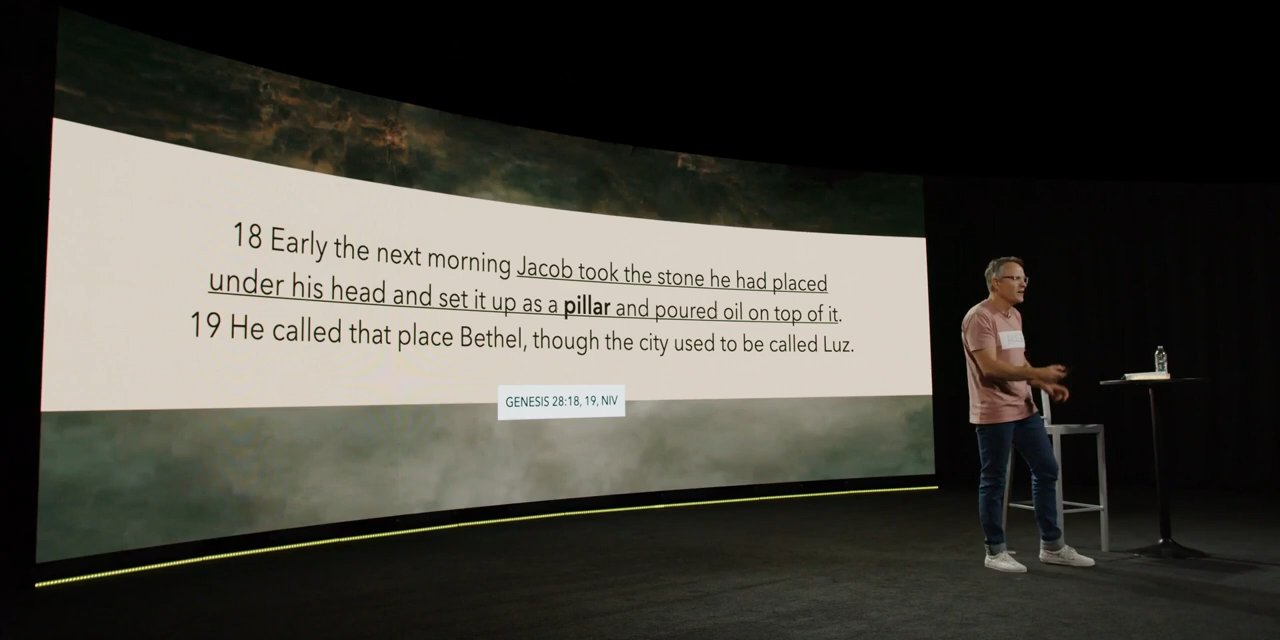 18 Early the next morning Jacob took the stone he had placed
under his head and set it up as a pillar and poured oil on top of it.
19 He called that place Bethel, though the city used to be called Luz.
GENESIS 28:18, 19, NIV